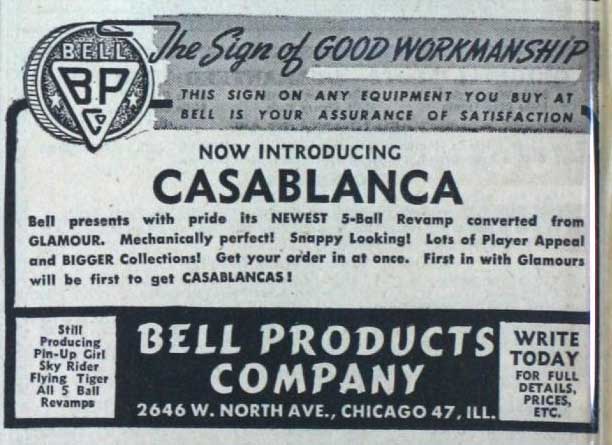 BELL
B.P
Co
The Sign of GOOD WORKMANSHIP
THIS SIGN ON ANY EQUIPMENT YOU BUY AT
BELL IS YOUR ASSURANCE OF SATISFACTION
NOW INTRODUCING
CASABLANCA
Bell presents with pride its NEWEST 5-Ball Revamp converted from
GLAMOUR. Mechanically perfect! Snappy Looking! Lots of Player Appeal
and BIGGER Collections! Get your order in at once. First in with Glamours
will be first to get CASABLANCAS!
Still
Producing
Pin-Up Girl
Sky Rider
Flying Tiger
All 5 Ball
Revamps
BELL PRODUCTS
COMPANY
2646 W. NORTH AVE., CHICAGO 47, ILL.
WRITE
TODAY
FOR FULL
DETAILS,
PRICES,
ETC.